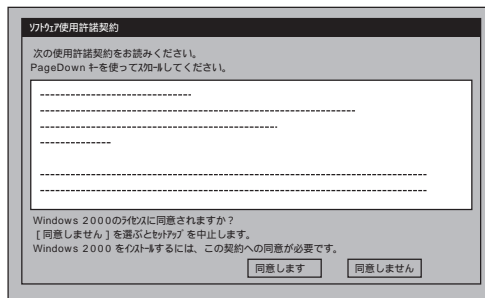 ｿﾌﾄｳｪｱ使用許諾契約
次の使用許諾契約をお読みください。
PageDown ｷｰを使ってｽｸﾛｰﾙしてください。
Windows 2000のﾗｲｾﾝｽに同意されますか？
[ 同意しません ] を選ぶとｾｯﾄｱｯﾌﾟを中止します。
Windows 2000 をｲﾝｽﾄｰﾙするには、この契約への同意が必要です。
同意します 同意しません